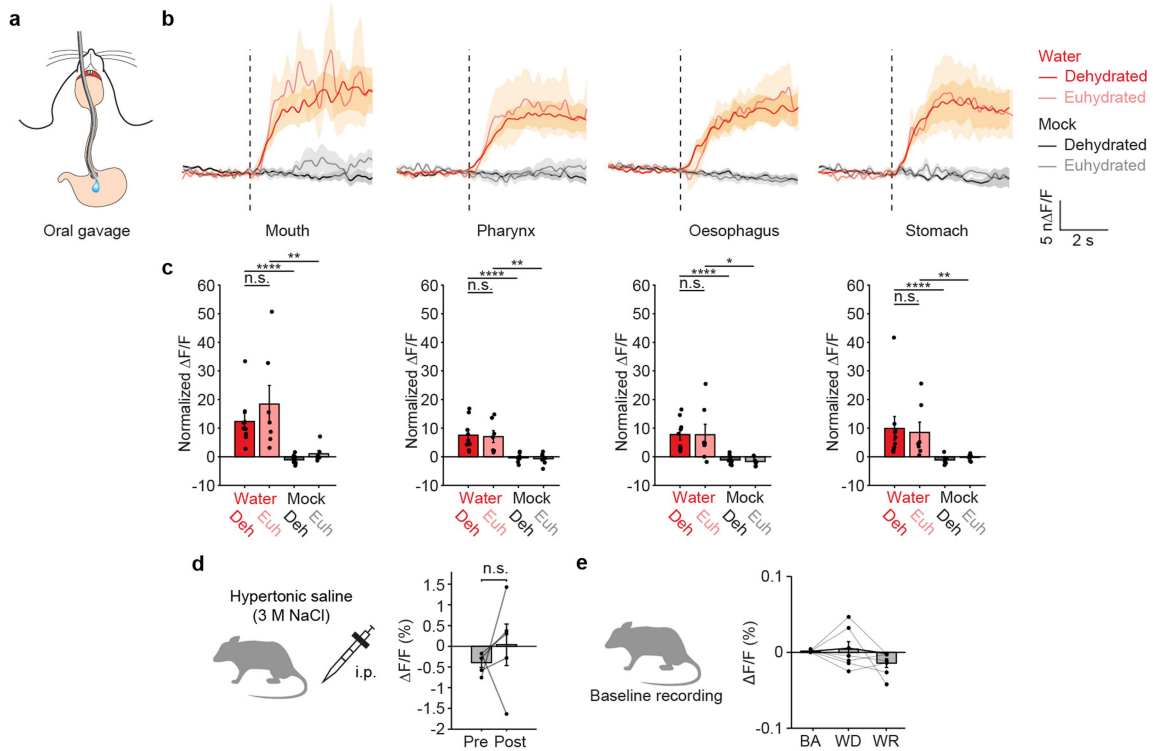 a
b
Oral gavage
Mouth
Pharynx
Oesophagus
Stomach
Water
Dehydrated
Euhydrated
Mock
Dehydrated
Euhydrated
5 nΔF/F
2 s
c
Normalized ΔF/F
60
50
40
30
20
10
0
-10
n.s.
****
**
Water
Mock
Deh
Euh
Deh
Euh
Normalized ΔF/F
60
50
40
30
20
10
0
-10
n.s.
****
**
Water
Mock
Deh
Euh
Deh
Euh
Normalized ΔF/F
60
50
40
30
20
10
0
-10
n.s.
****
*
Water
Mock
Deh
Euh
Deh
Euh
Normalized ΔF/F
60
50
40
30
20
10
0
-10
n.s.
****
**
Water
Mock
Deh
Euh
Deh
Euh
d
Hypertonic saline
(3 M NaCl)
i.p.
n.s.
ΔF/F (%)
1.5
1
0.5
0
-0.5
-1
-1.5
-2
Pre
Post
e
Baseline recording
ΔF/F (%)
0.1
0
-0.1
BA
WD
WR